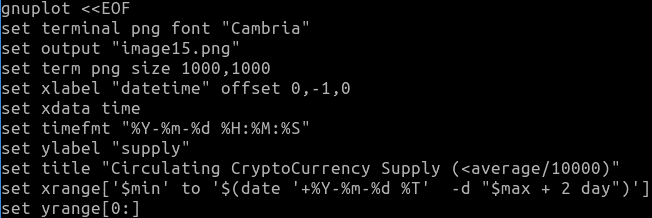 gnuplot <<EOF
set terminal png font "Cambria"
set output "image15.png"
set term png size 1000,1000
set xlabel "datetime" offset 0,-1,0
set xdata time
set timefmt "%Y-%m-%d %H:%M:%S"
set ylabel "supply"
set title "Circulating CryptoCurrency Supply (<average/10000)"
set xrange['$min' to '$(date '+%Y-%m-%d %T'  -d "$max + 2 day")']
set yrange[0:]